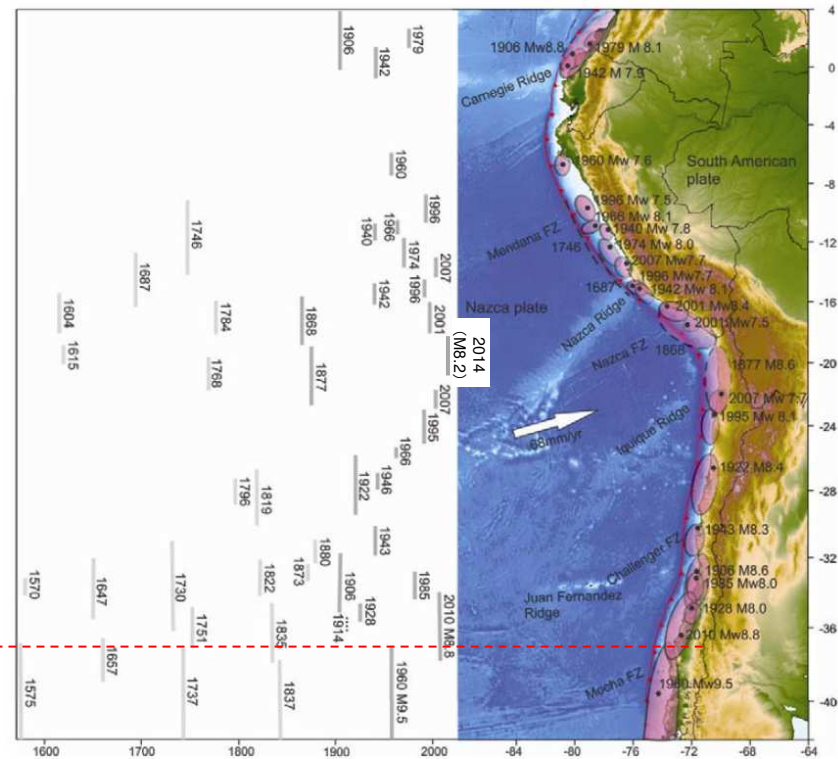 1906
1979
1942
1960
1996
1966
1940
1974
2007
1996
1942
2001
2014
(M8.2)
1746
1687
1604
1784
1868
1615
1768
1877
2007
1995
1966
1946
1922
1796
1819
1943
1880
1873
1906
1985
1570
1647
1730
1822
1928
1914
2010 M8.8
1751
1835
1657
1960 M9.5
1575
1737
1837
1600
1700
1800
1900
2000
1906 Mw8.8
1979 M 8.1
1942 M 7.9
Carnegie Ridge
1960 Mw 7.6
South American
plate
1996 Mw 7.5
1966 Mw 8.1
Mendana FZ
1940 Mw 7.8
1746
1974 Mw 8.0
2007 Mw7.7
1996 Mw7.7
1687
1942 Mw 8.1
Nazca plate
Nazca Ridge
2001 Mw8.4
2001 Mw7.5
Nazca FZ
1868
1877 M8.6
2007 Mw 7.7
1995 Mw 8.1
68mm/yr
Iquique Ridge
1922 M8.4
1943 M8.3
Challenger FZ
1906 M8.6
1985 Mw8.0
Juan Fernandez
Ridge
1928 M8.0
2010 Mw8.8
Mocha FZ
1960 Mw9.5
4
0
-4
-8
-12
-16
-20
-24
-28
-32
-36
-40
-84
-80
-76
-72
-68
-64